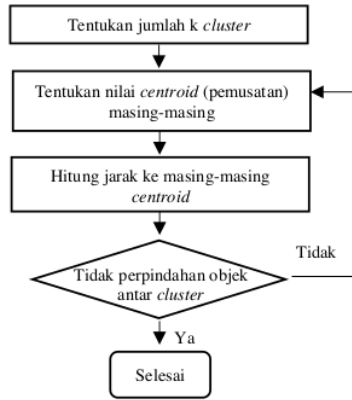 Tentukan jumlah k cluster
Tentukan nilai centroid (pemusatan)
masing-masing
Hitung jarak ke masing-masing
centroid
Tidak perpindahan objek
antar cluster
Tidak
Ya
Selesai